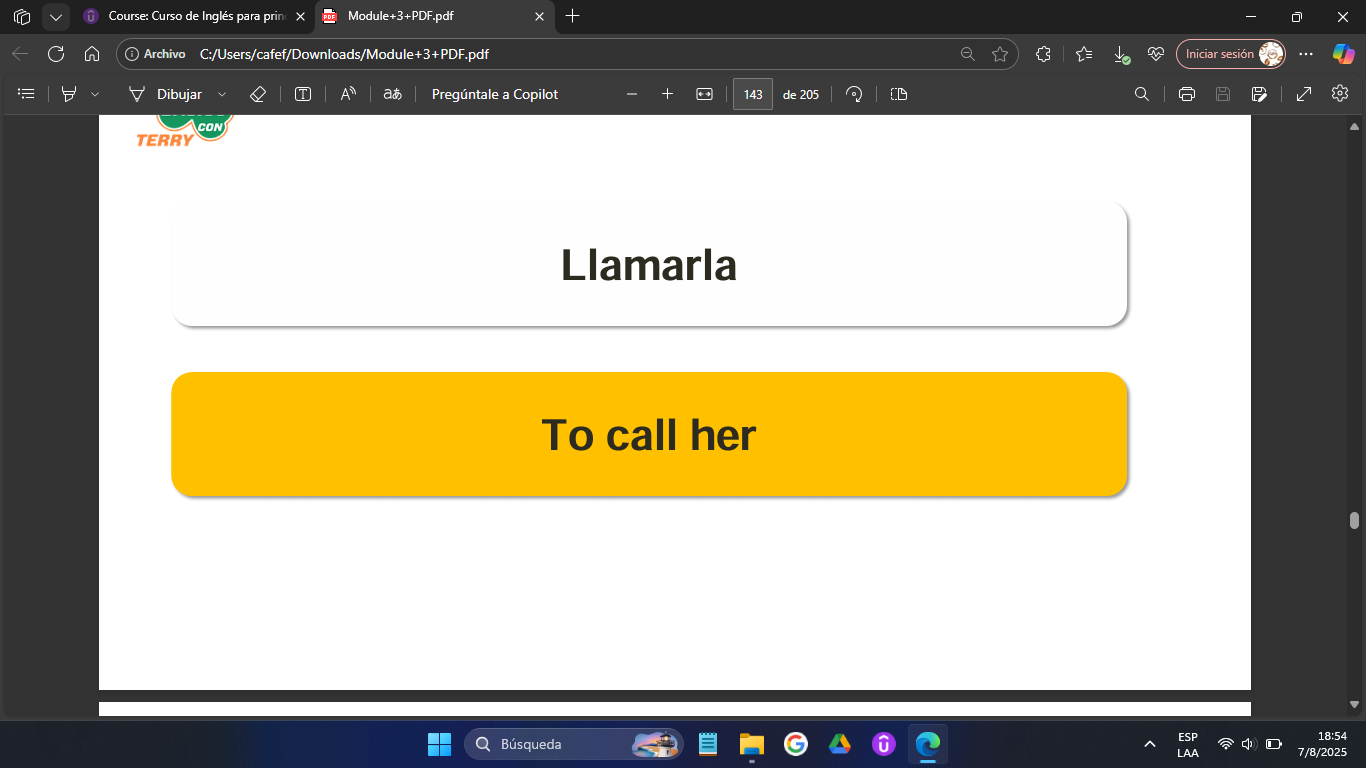 Course: Curso de Inglés para prin
Module+3+PDF.pdf
Archivo C:/Users/cafef/Downloads/Module+3+PDF.pdf
Iniciar sesión
Dibujar
Pregúntale a Copilot
143 de 205
CON
TERRY
Llamarla
To call her
Búsqueda
ESP
LAA
18:54
7/8/2025